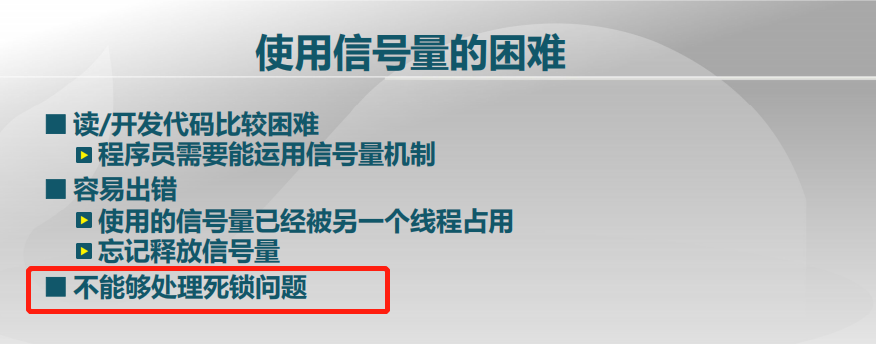 使用信号量的困难
读/开发代码比较困难
程序员需要能运用信号量机制
容易出错
使用的信号量已经被另一个线程占用
忘记释放信号量
不能够处理死锁问题